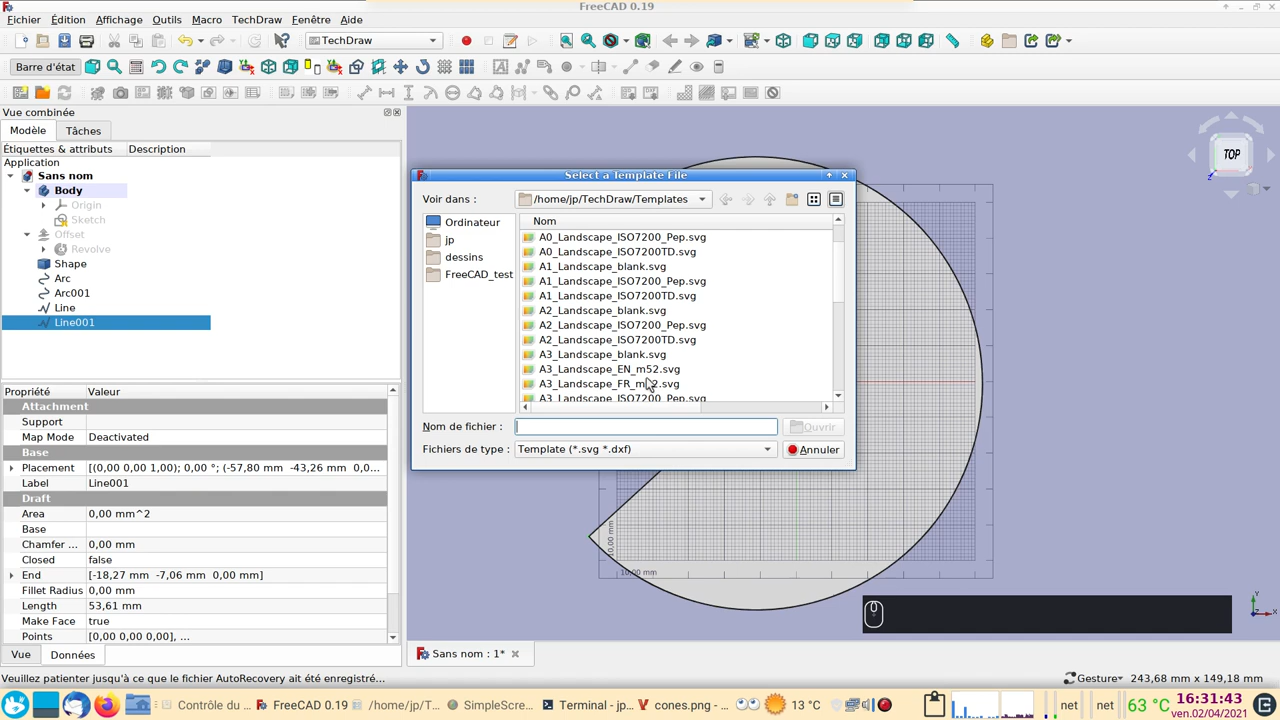 FreeCAD 0.19
Fichier Édition Affichage Outils Macro TechDraw Fenêtre Aide
TechDraw
Barre d'état
Vue combinée
Modèle Tâches
Étiquettes & attributs Description
Application
Sans nom
Body
Origin
Sketch
Offset
Revolve
Shape
Arc
Arc001
Line
Line001
Propriété Valeur
Attachment
Support
Map Mode Deactivated
Base
Placement [(0,00 0,00 1,00); 0,00 °; (-57,80 mm -43,26 mm 0,0...
Label Line001
Draft
Area 0,00 mm^2
Base
Chamfer ... 0,00 mm
Closed false
End [-18,27 mm -7,06 mm 0,00 mm]
Fillet Radius 0,00 mm
Length 53,61 mm
Make Face true
Points [0,00 0,00 0,00], ...
Vue Données
Select a Template File
Voir dans : /home/jp/TechDraw/Templates
Ordinateur
jp
dessins
FreeCAD_test
Nom
A0_Landscape_ISO7200_Pep.svg
A0_Landscape_ISO7200TD.svg
A1_Landscape_blank.svg
A1_Landscape_ISO7200_Pep.svg
A1_Landscape_ISO7200TD.svg
A2_Landscape_blank.svg
A2_Landscape_ISO7200_Pep.svg
A2_Landscape_ISO7200TD.svg
A3_Landscape_blank.svg
A3_Landscape_EN_m52.svg
A3_Landscape_FR_m52.svg
A3_Landscape_ISO7200_Pep.svg
Nom de fichier : Ouvrir
Fichiers de type : Template (*.svg *.dxf) Annuler
TOP
Z
10,00 mm
10,00 mm
Y
X
Sans nom : 1*
Veuillez patienter jusqu'à ce que le fichier AutoRecovery ait été enregistré... Gesture 243,68 mm x 149,18 mm
Contrôle du ... FreeCAD 0.19 /home/jp/T... SimpleScre... Terminal - jp... cones.png - ... 13 °C net net 63 °C 16:31:43
ven.02/04/2021